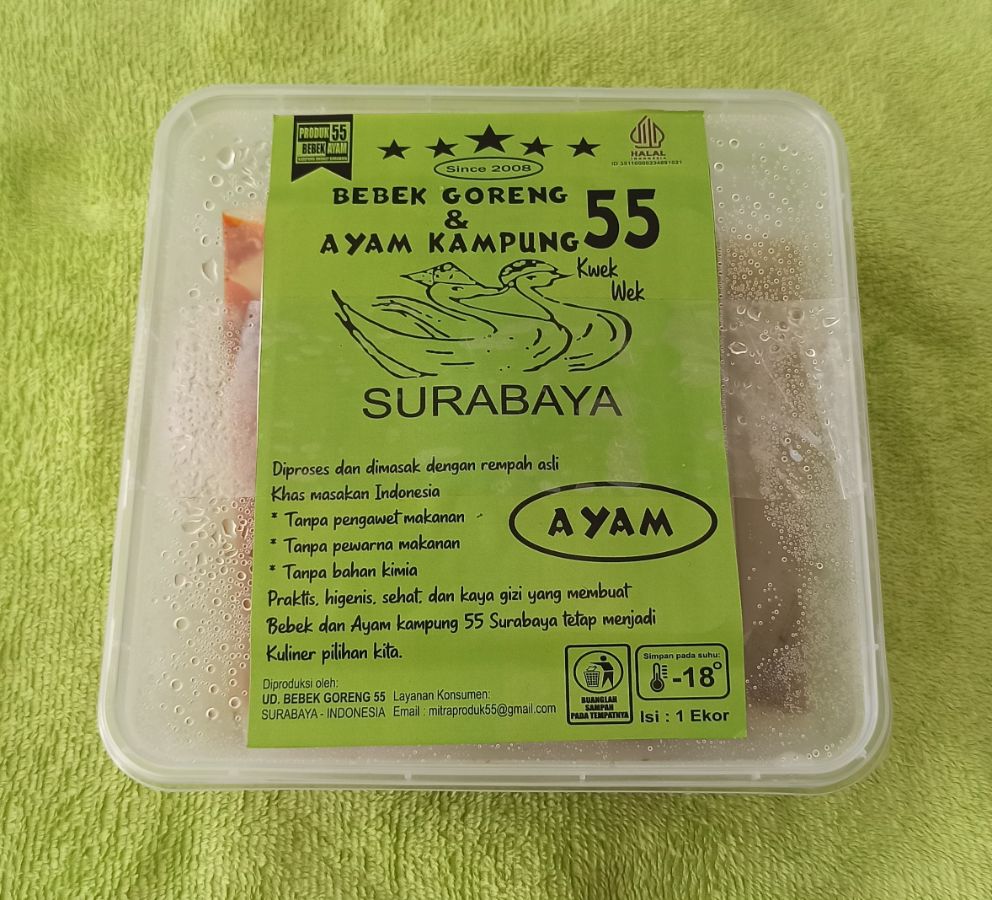 PRODUK 55
BEBEK AYAM
Since 2008
HALAL
INDONESIA
BEBEK GORENG
&
AYAM KAMPUNG
55
Kwek
Wek
SURABAYA
Diproses dan dimasak dengan rempah asli
Khas masakan Indonesia
* Tanpa pengawet makanan
* Tanpa pewarna makanan
* Tanpa bahan kimia
AYAM
Praktis, higenis, sehat, dan kaya gizi yang membuat
Bebek dan Ayam kampung 55 Surabaya tetap menjadi
Kuliner pilihan kita.
Diproduksi oleh:
UD. BEBEK GORENG 55
SURABAYA - INDONESIA
Layanan Konsumen:
Email : mitraproduk55@gmail.com
BUANGLAH
SAMPAH
PADA TEMPATNYA
Simpan pada suhu:
-18°
Isi : 1 Ekor